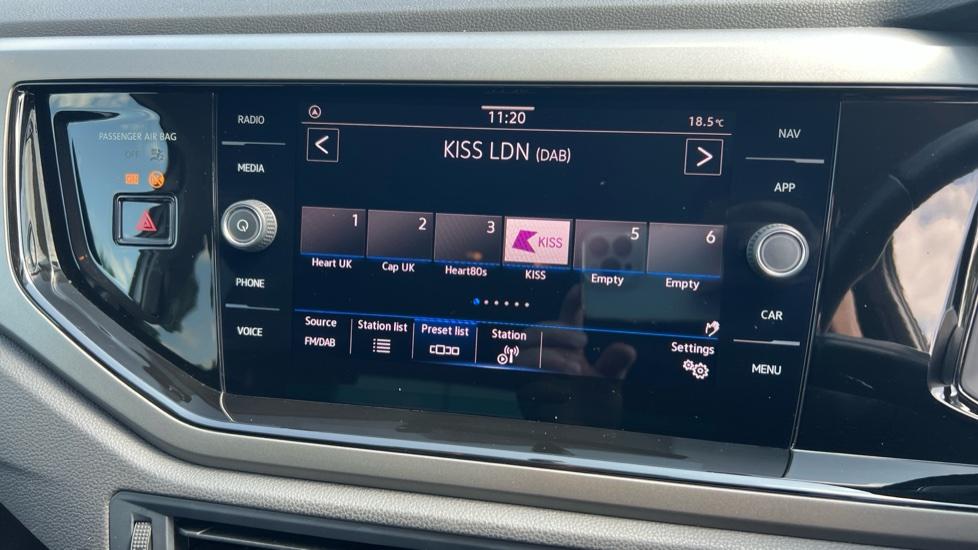 PASSENGER AIR BAG
OFF
RADIO
MEDIA
PHONE
VOICE
11:20
18.5°C
<
KISS LDN (DAB)
>
1 2 3 KISS 5 6
Heart UK Cap UK Heart80s KISS Empty Empty
Source Station list Preset list Station Settings
FM/DAB
NAV
APP
CAR
MENU